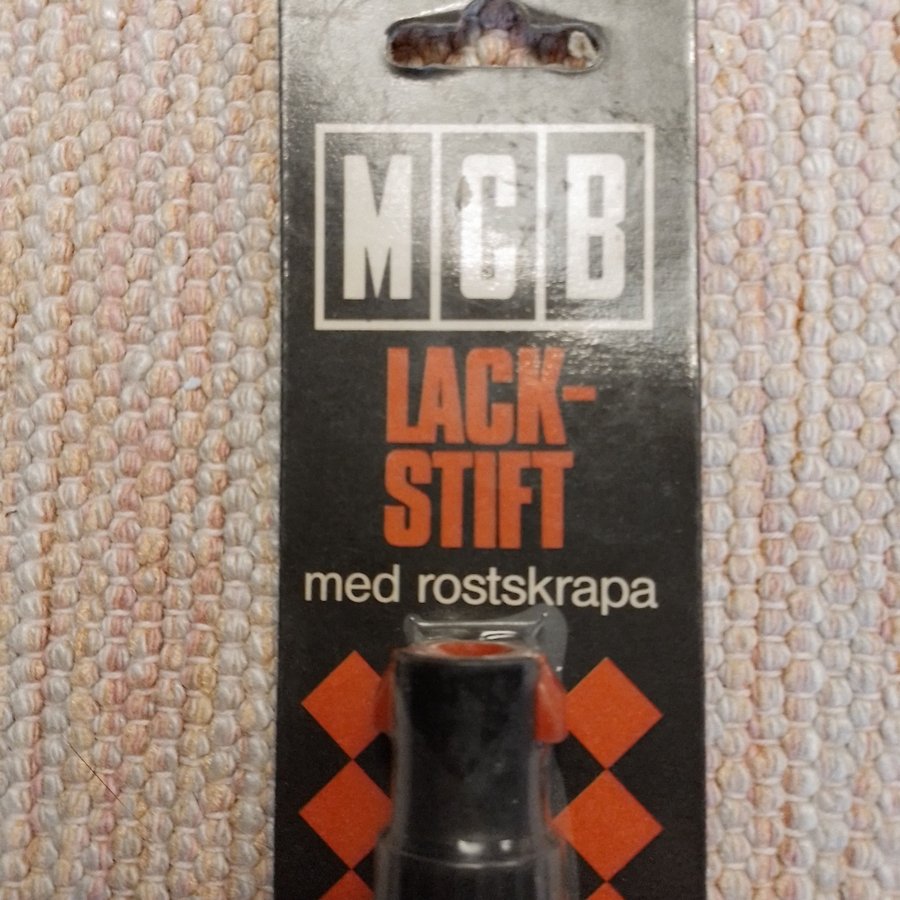 MCB
LACK-
STIFT
med rostskrapa